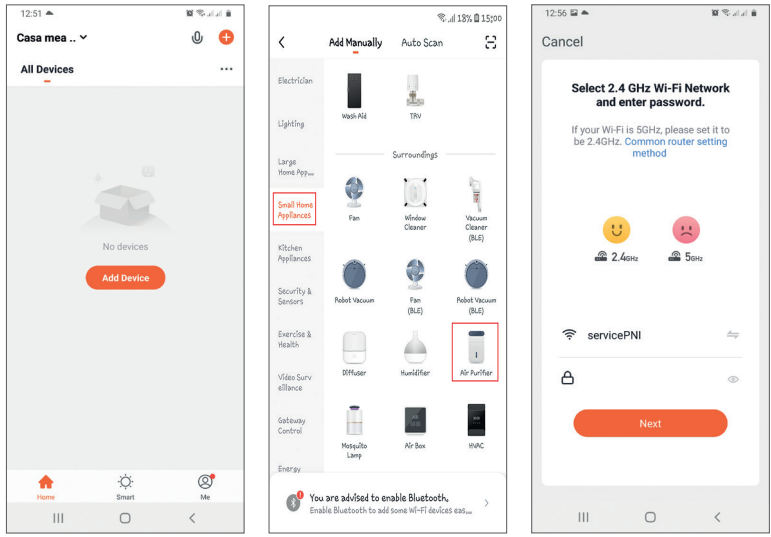 12:51
Casa mea ..
All Devices
No devices
Add Device
Home
Smart
Me
18% 15:00
Add Manually
Auto Scan
Electrician
Lighting
Large
Home App...
Small Home
Appliances
Kitchen
Appliances
Security &
Sensors
Exercise &
Health
Video Surv
eillance
Gateway
Control
Energy
Wash Aid
TRV
Surroundings
Fan
Window
Cleaner
Vacuum
Cleaner
(BLE)
Robot Vacuum
Fan
(BLE)
Robot Vacuum
(BLE)
Diffuser
Humidifier
Air Purifier
Mosquito
Lamp
Air Box
HVAC
You are advised to enable Bluetooth.
Enable Bluetooth to add some Wi-Fi devices eas...
12:56
Cancel
Select 2.4 GHz Wi-Fi Network
and enter password.
If your Wi-Fi is 5GHz, please set it to
be 2.4GHz. Common router setting
method
2.4GHz
5GHz
servicePNI
Next